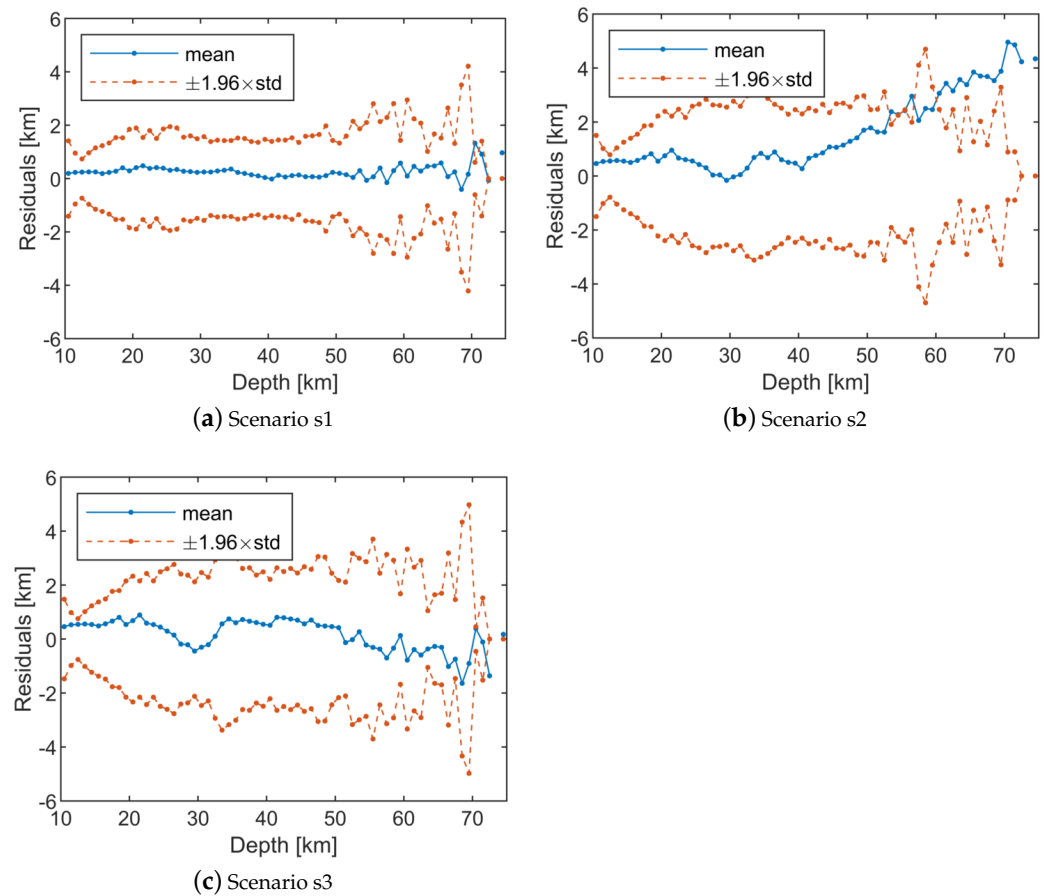 6
4
2
0
-2
-4
-6
Residuals [km]
mean
±1.96×std
10 20 30 40 50 60 70
Depth [km]
(a) Scenario s1
6
4
2
0
-2
-4
-6
Residuals [km]
mean
±1.96×std
10 20 30 40 50 60 70
Depth [km]
(b) Scenario s2
6
4
2
0
-2
-4
-6
Residuals [km]
mean
±1.96×std
10 20 30 40 50 60 70
Depth [km]
(c) Scenario s3